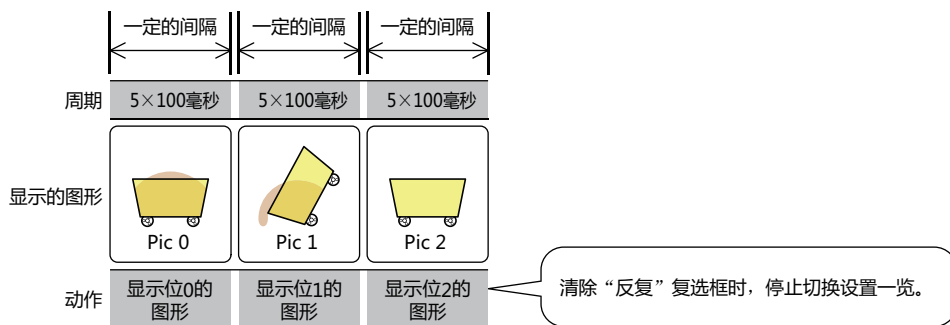 一定的间隔 一定的间隔 一定的间隔
周期 5×100毫秒 5×100毫秒 5×100毫秒
显示的图形
Pic 0 Pic 1 Pic 2
动作 显示位0的图形 显示位1的图形 显示位2的图形
清除“反复”复选框时，停止切换设置一览。